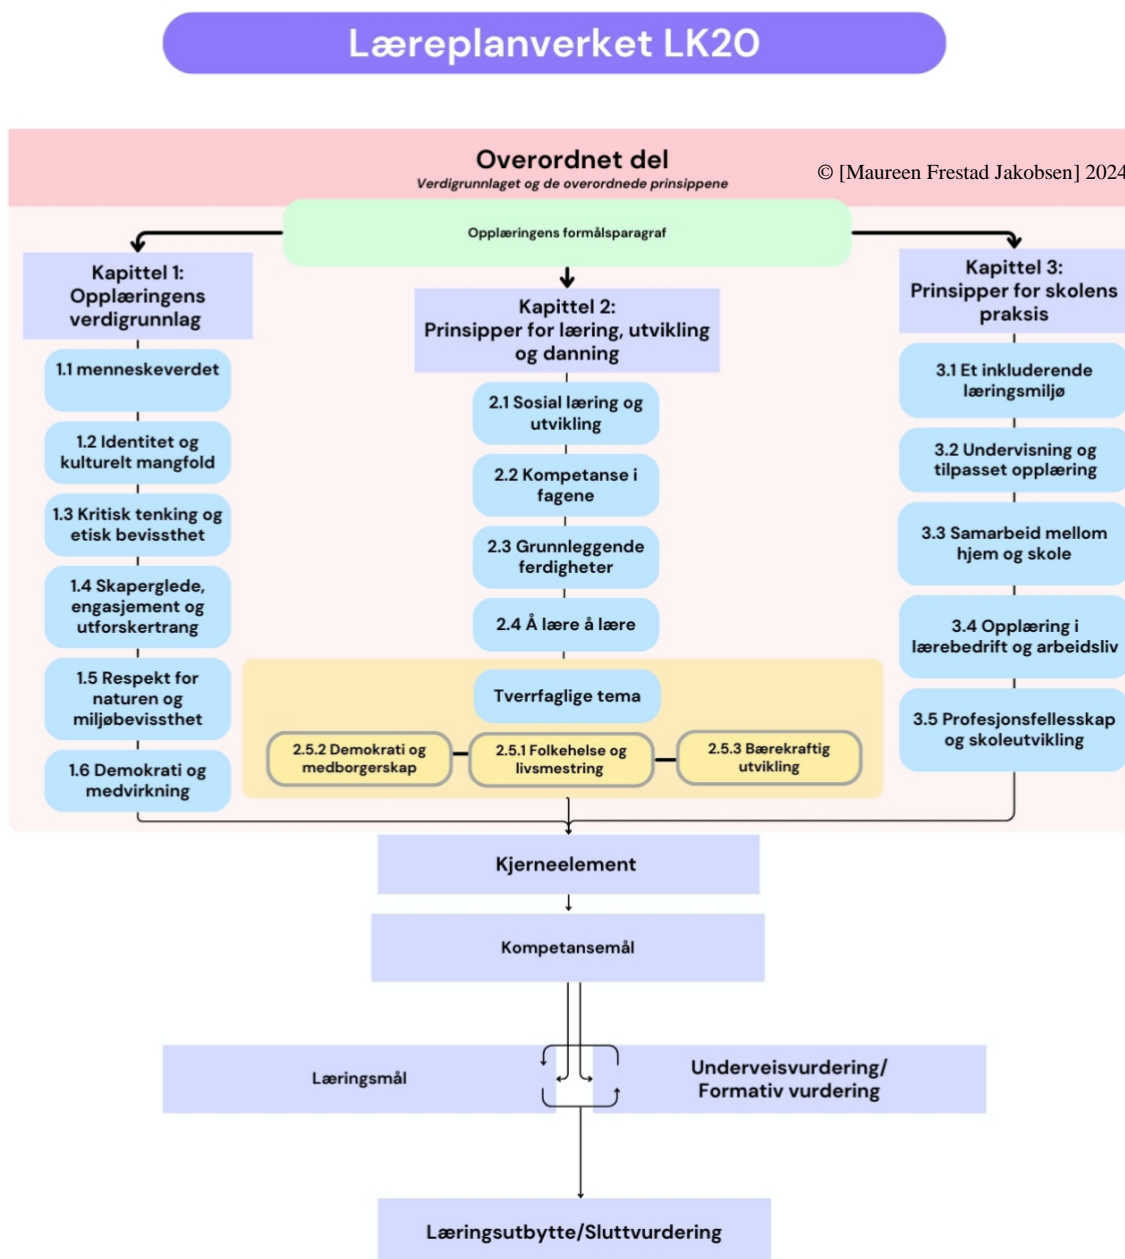 Læreplanverket LK20
Overordnet del
Verdigrunnlaget og de overordnede prinsippene
© [Maureen Frestad Jakobsen] 2024
Opplæringens formålsparagraf
Kapittel 1:
Opplæringens
verdigrunnlag
1.1 menneskeverdet
1.2 Identitet og
kulturelt mangfold
1.3 Kritisk tenking og
etisk bevissthet
1.4 Skaperglede,
engasjement og
utforskertrang
1.5 Respekt for
naturen og
miljøbevissthet
1.6 Demokrati og
medvirkning
Kapittel 2:
Prinsipper for læring, utvikling
og danning
2.1 Sosial læring og
utvikling
2.2 Kompetanse i
fagene
2.3 Grunnleggende
ferdigheter
2.4 Å lære å lære
Tverrfaglige tema
2.5.2 Demokrati og
medborgerskap
2.5.1 Folkehelse og
livsmestring
2.5.3 Bærekraftig
utvikling
Kapittel 3:
Prinsipper for skolens
praksis
3.1 Et inkluderende
læringsmiljø
3.2 Undervisning og
tilpasset opplæring
3.3 Samarbeid mellom
hjem og skole
3.4 Opplæring i
lærebedrift og arbeidsliv
3.5 Profesjonsfellesskap
og skoleutvikling
Kjerneelement
Kompetansemål
Læringsmål
Underveisvurdering/
Formativ vurdering
Læringsutbytte/Sluttvurdering